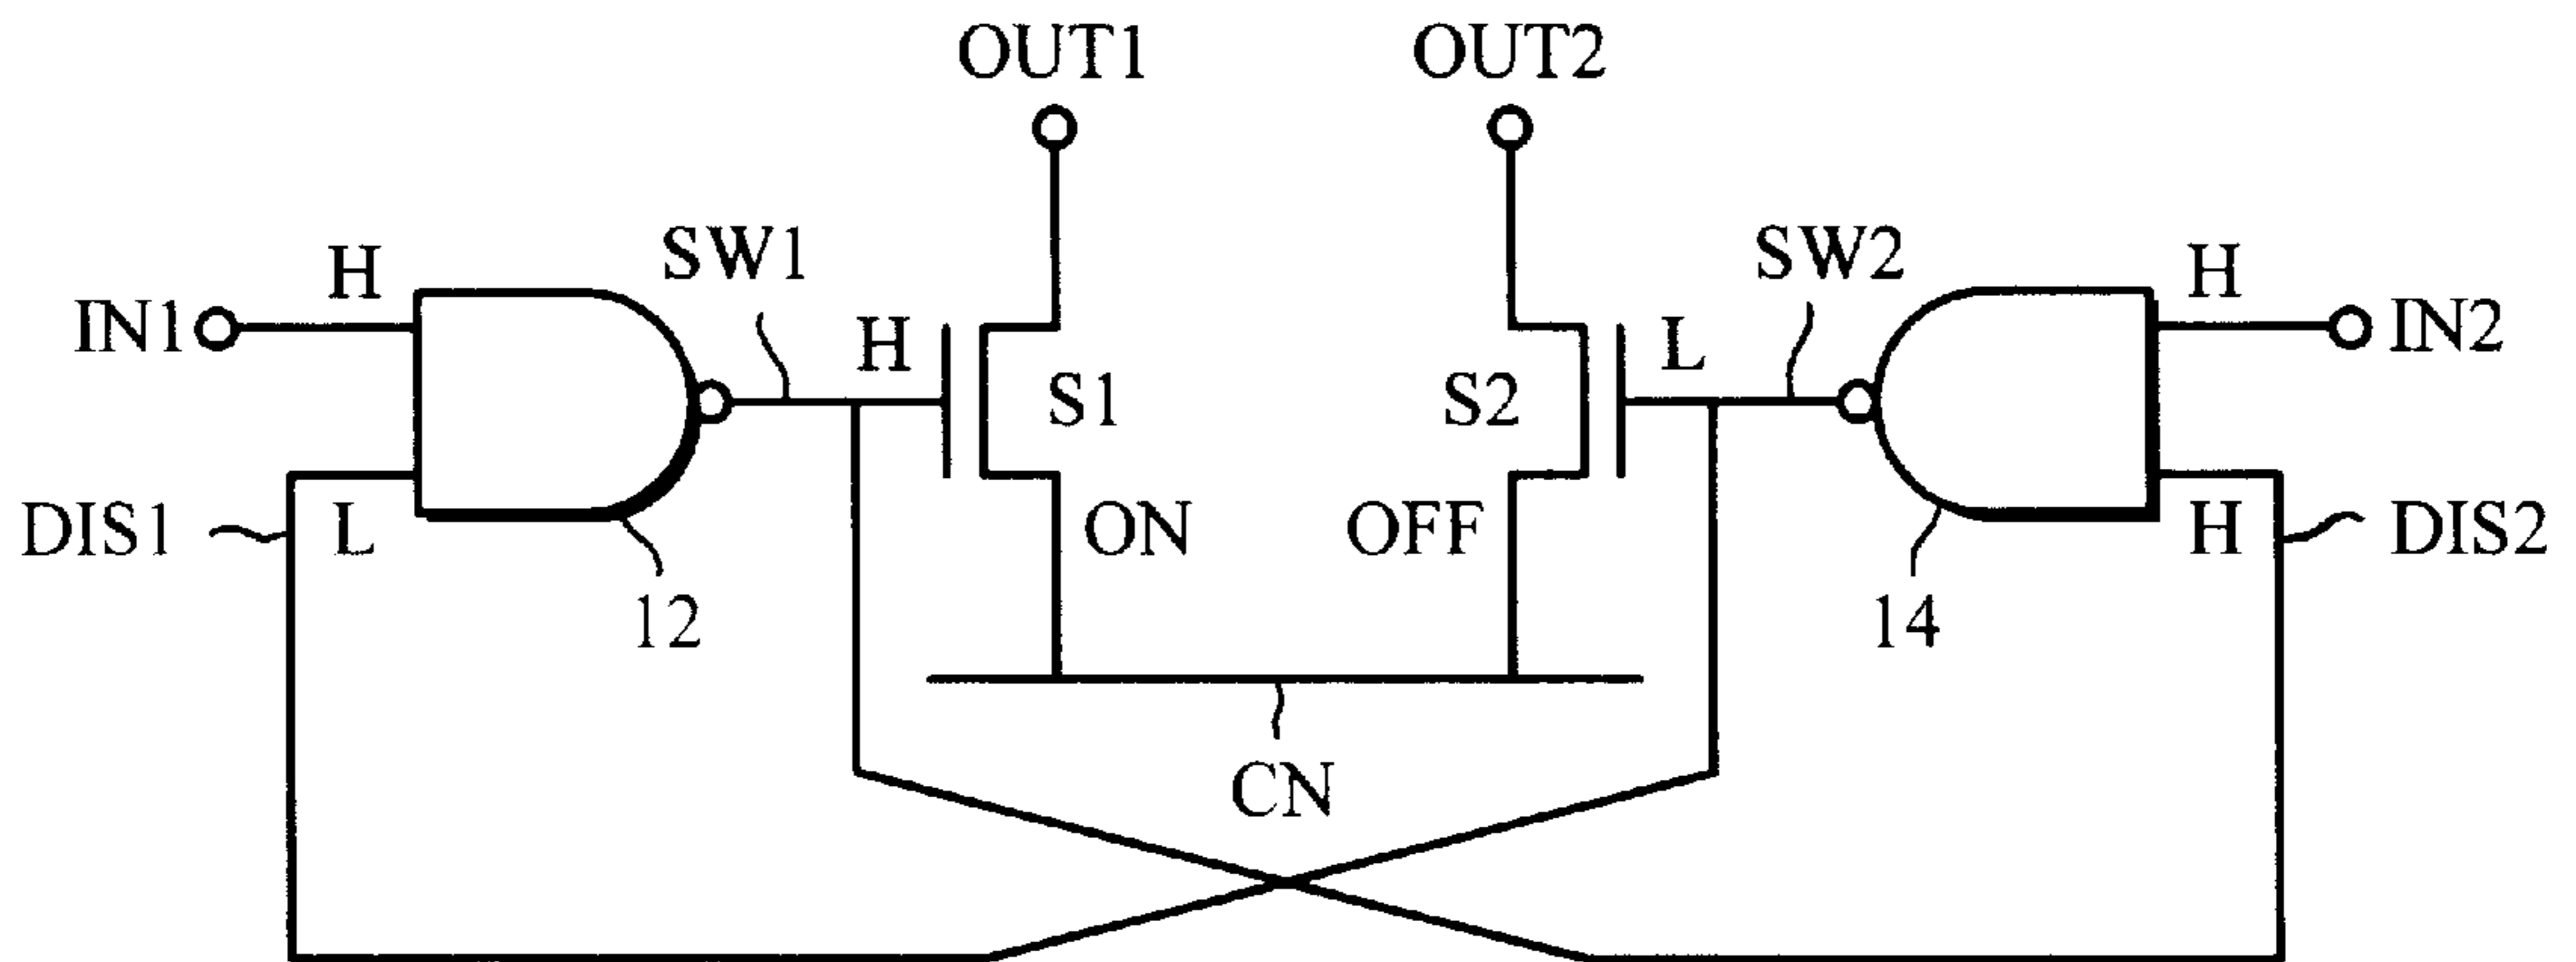 OUT1 OUT2
SW1 SW2
H H
IN1 H S1 S2 L IN2
DIS1 L ON OFF H DIS2
12 14
CN